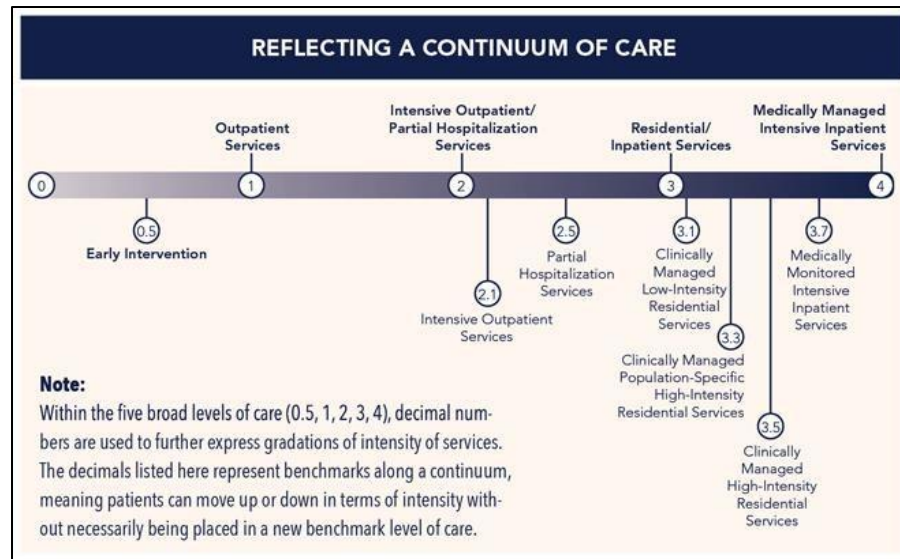 REFLECTING A CONTINUUM OF CARE
Outpatient
Services
Intensive Outpatient/
Partial Hospitalization
Services
Residential/
Inpatient Services
Medically Managed
Intensive Inpatient
Services
0
1
2
3
4
0.5
Early Intervention
2.1
Intensive Outpatient
Services
2.5
Partial
Hospitalization
Services
3.1
Clinically
Managed
Low-Intensity
Residential
Services
3.3
Clinically Managed
Population-Specific
High-Intensity
Residential Services
3.5
Clinically
Managed
High-Intensity
Residential
Services
3.7
Medically
Monitored
Intensive
Inpatient
Services
Note:
Within the five broad levels of care (0.5, 1, 2, 3, 4), decimal num-
bers are used to further express gradations of intensity of services.
The decimals listed here represent benchmarks along a continuum,
meaning patients can move up or down in terms of intensity with-
out necessarily being placed in a new benchmark level of care.